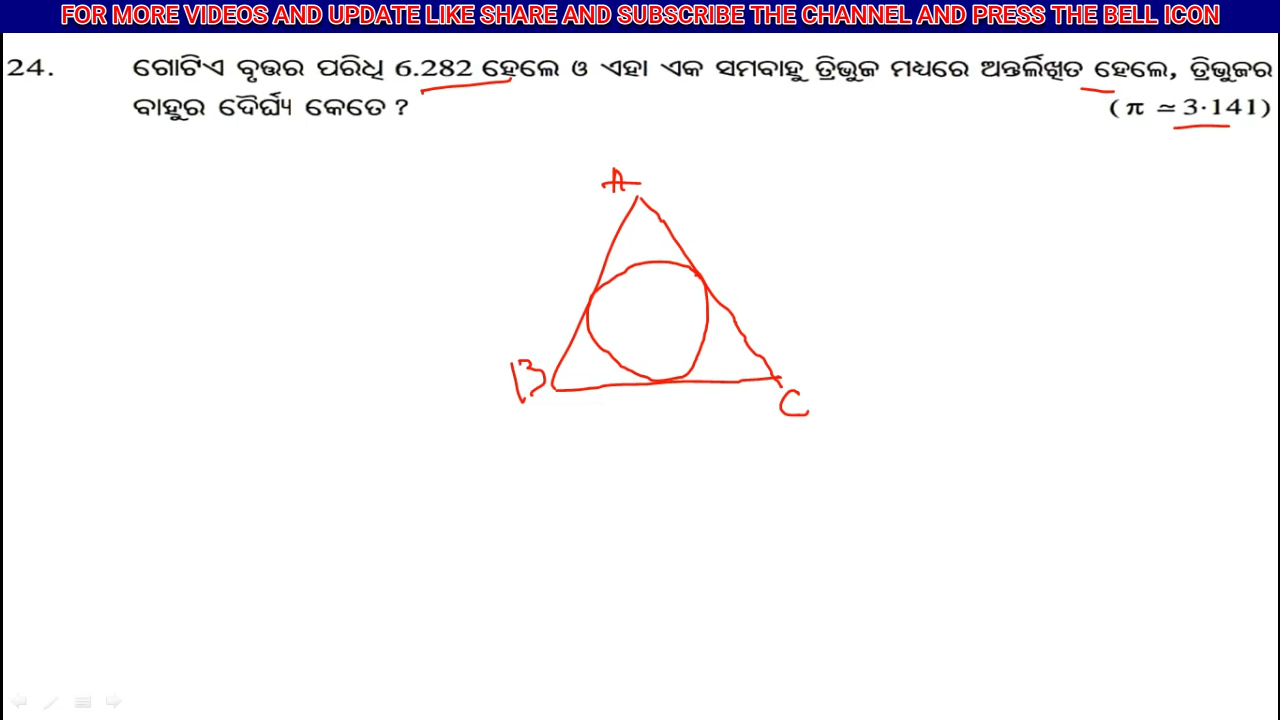 FOR MORE VIDEOS AND UPDATE LIKE SHARE AND SUBSCRIBE THE CHANNEL AND PRESS THE BELL ICON
24. ଗୋଟିଏ ବୃତ୍ତର ପରିଧି 6.282 ହେଲେ ଓ ଏହା ଏକ ସମବାହୁ ତ୍ରିଭୁଜ ମଧ୍ୟରେ ଅନ୍ତର୍ଲିଖିତ ହେଲେ, ତ୍ରିଭୁଜର
ବାହୁର ଦୈର୍ଘ୍ୟ କେତେ ? (π ≃ 3·141)
A
B
C